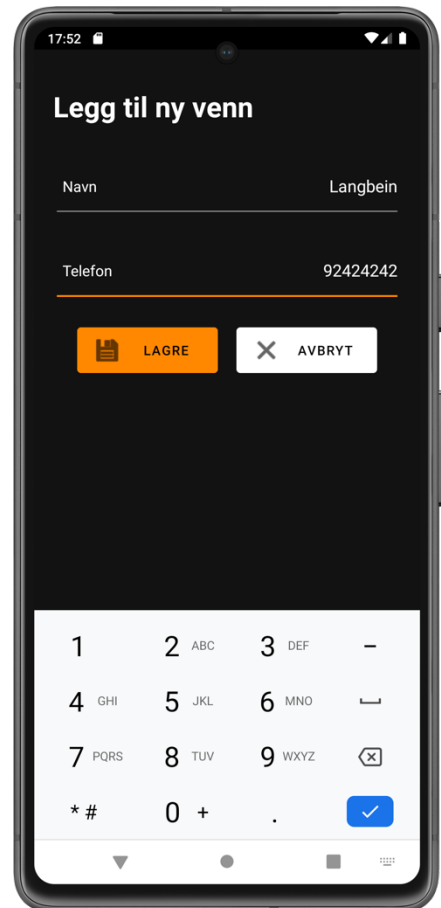 17:52
Legg til ny venn
Navn Langbein
Telefon 92424242
LAGRE AVBRYT
1 2 ABC 3 DEF -
4 GHI 5 JKL 6 MNO
7 PQRS 8 TUV 9 WXYZ
* # 0 + .